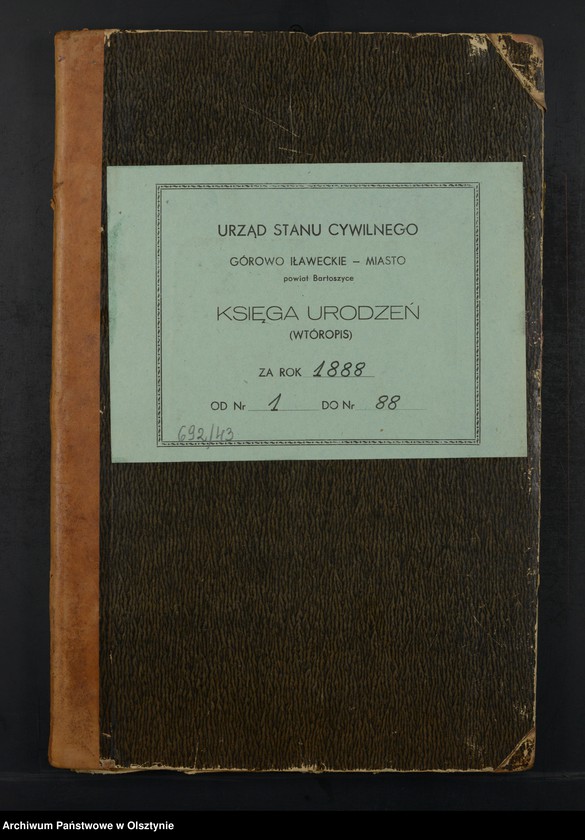 URZĄD STANU CYWILNEGO
GÓROWO IŁAWECKIE – MIASTO
powiat Bartoszyce
KSIĘGA URODZEŃ
(WTÓROPIS)
ZA ROK 1888
OD Nr 1 DO Nr 88
692/43
Archiwum Państwowe w Olsztynie